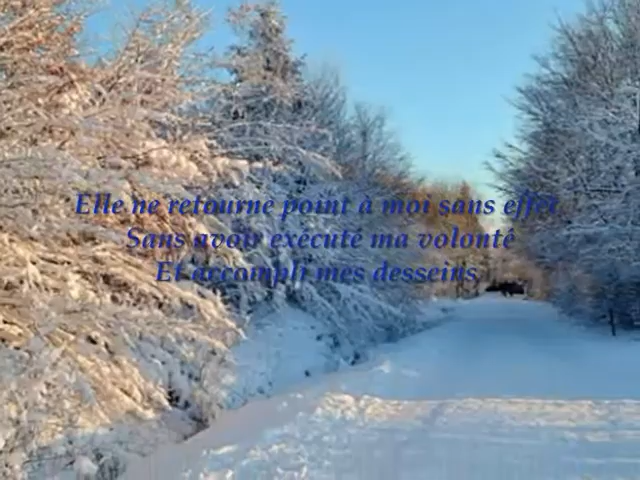 Elle ne retourne point à moi sans effet
Sans avoir exécuté ma volonté
Et accompli mes desseins